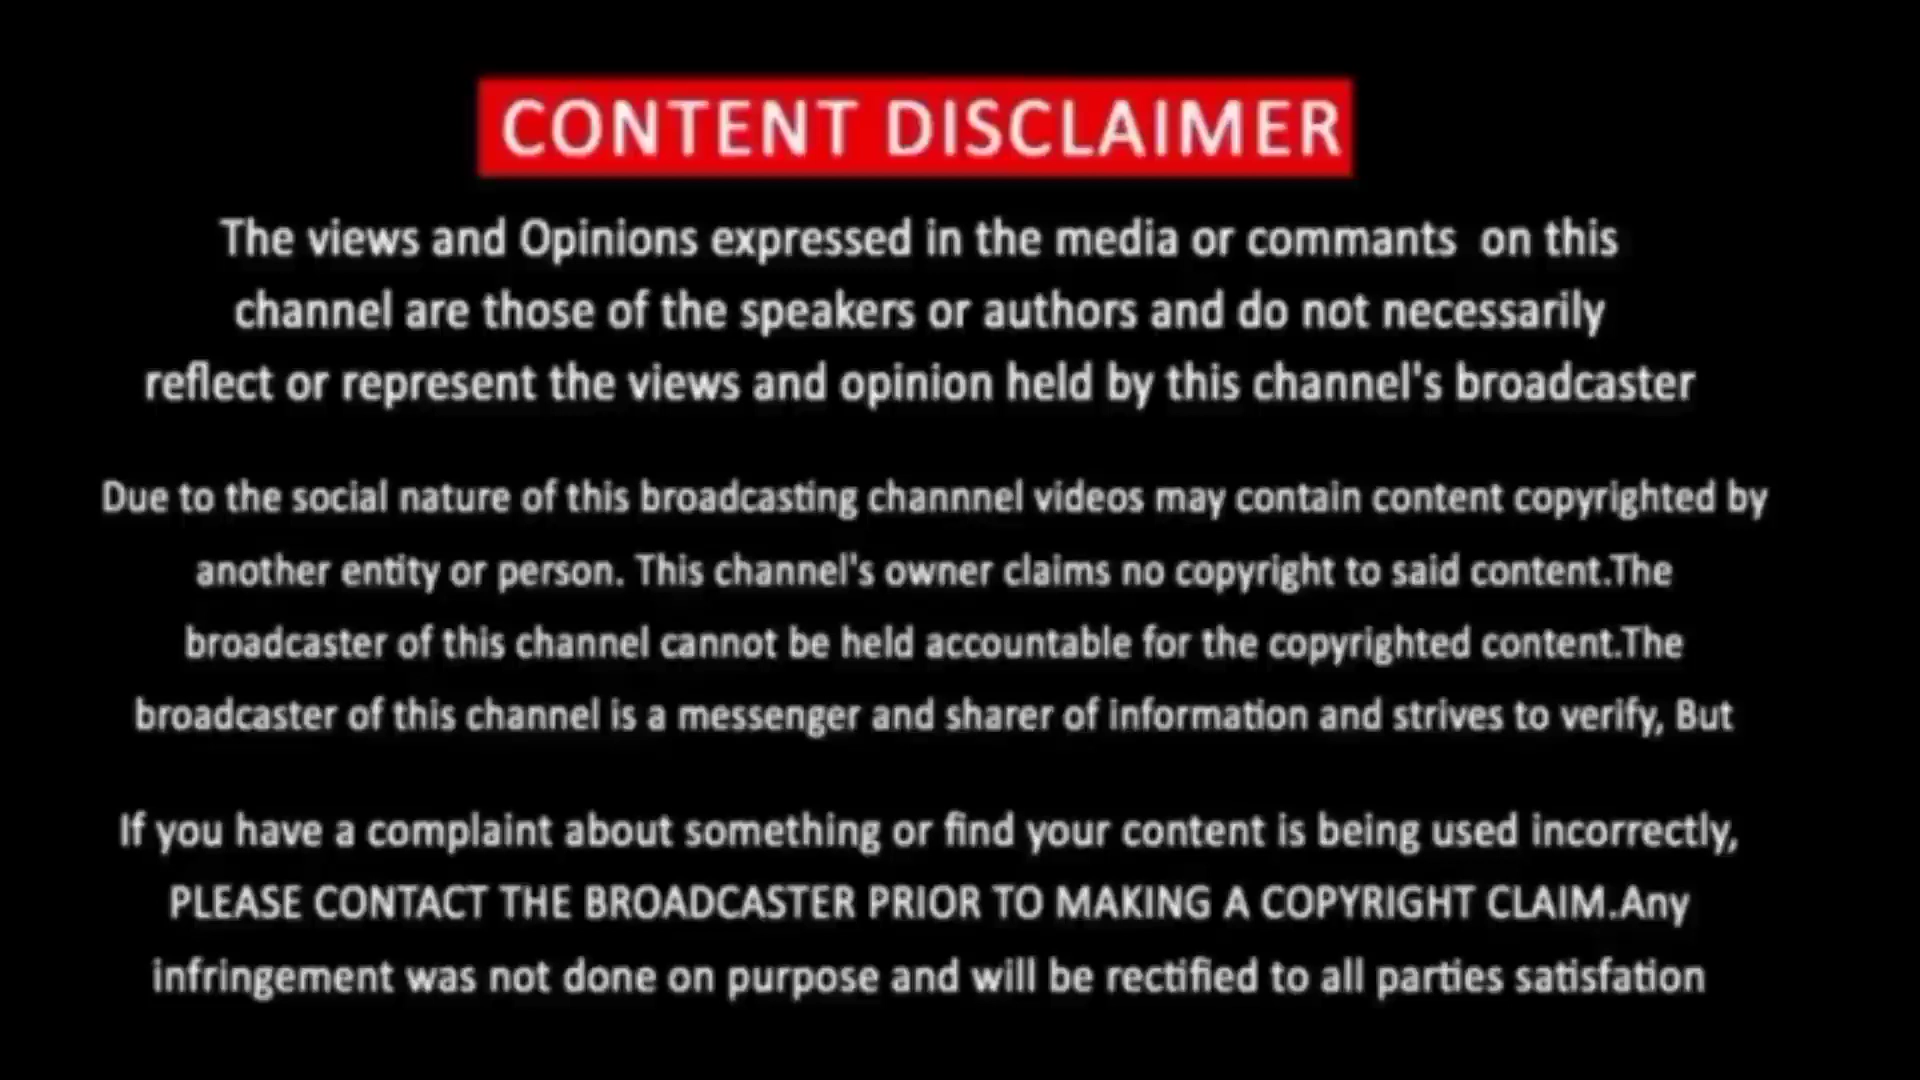 CONTENT DISCLAIMER
The views and Opinions expressed in the media or commants on this
channel are those of the speakers or authors and do not necessarily
reflect or represent the views and opinion held by this channel's broadcaster
Due to the social nature of this broadcasting channnel videos may contain content copyrighted by
another entity or person. This channel's owner claims no copyright to said content.The
broadcaster of this channel cannot be held accountable for the copyrighted content.The
broadcaster of this channel is a messenger and sharer of information and strives to verify, But
If you have a complaint about something or find your content is being used incorrectly,
PLEASE CONTACT THE BROADCASTER PRIOR TO MAKING A COPYRIGHT CLAIM.Any
infringement was not done on purpose and will be rectified to all parties satisfation